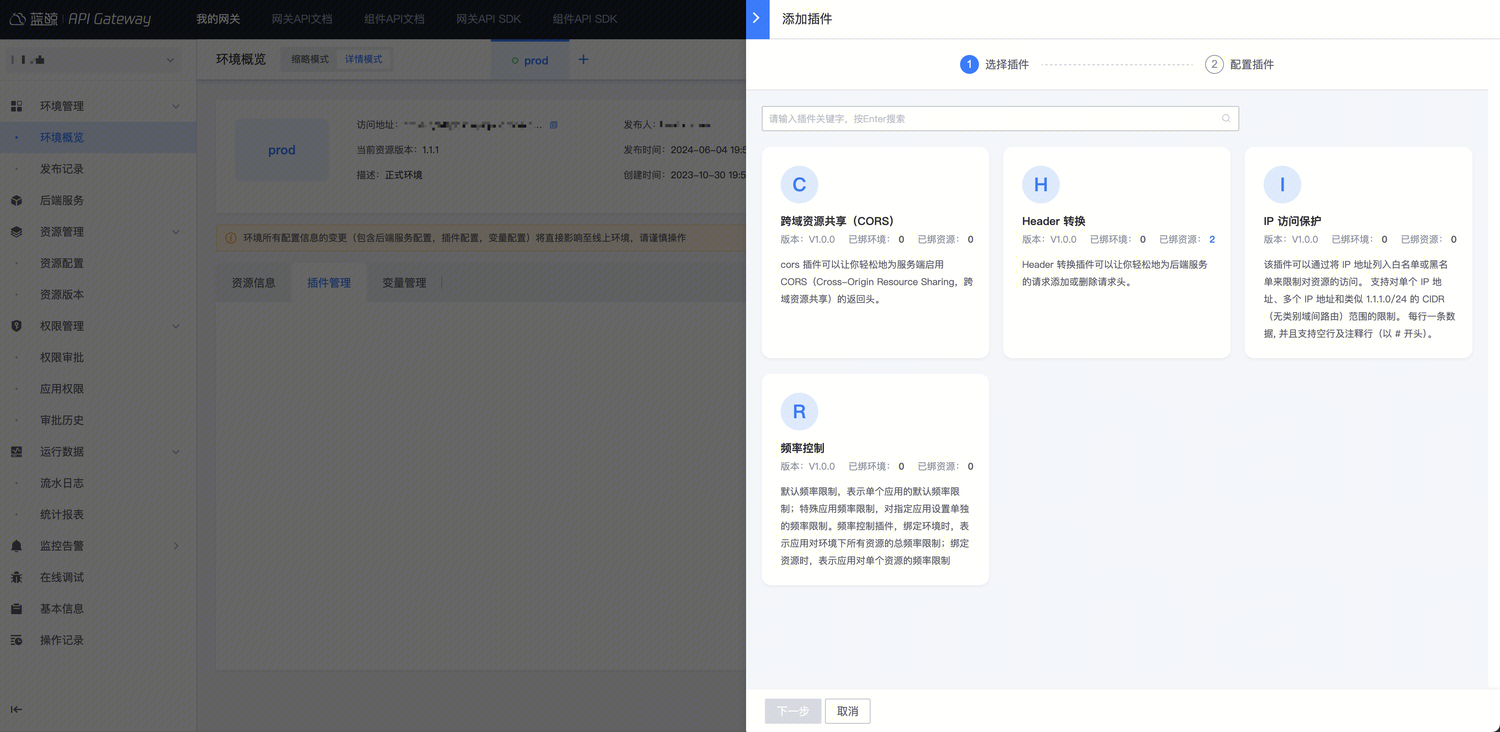 蓝鲸 | API Gateway
我的网关
网关API文档
组件API文档
网关API SDK
组件API SDK
环境管理
环境概览
发布记录
后端服务
资源管理
资源配置
资源版本
权限管理
权限审批
应用权限
审批历史
运行数据
流水日志
统计报表
监控告警
在线调试
基本信息
操作记录
环境概览
缩略模式
详情模式
prod
prod
访问地址:
...
当前资源版本: 1.1.1
描述: 正式环境
发布人:
发布时间: 2024-06-04 19:5
创建时间: 2023-10-30 19:5
环境所有配置信息的变更（包含后端服务配置，插件配置，变量配置）将直接影响至线上环境，请谨慎操作
资源信息
插件管理
变量管理
添加插件
1 选择插件
2 配置插件
请输入插件关键字，按Enter搜索
C
跨域资源共享（CORS）
版本: V1.0.0 已绑环境: 0 已绑资源: 0
cors 插件可以让你轻松地为服务端启用
CORS（Cross-Origin Resource Sharing，跨
域资源共享）的返回头。
H
Header 转换
版本: V1.0.0 已绑环境: 0 已绑资源: 2
Header 转换插件可以让你轻松地为后端服务
的请求添加或删除请求头。
I
IP 访问保护
版本: V1.0.0 已绑环境: 0 已绑资源: 0
该插件可以通过将 IP 地址列入白名单或黑名
单来限制对资源的访问。 支持对单个 IP 地
址、多个 IP 地址和类似 1.1.1.0/24 的 CIDR
（无类别域间路由）范围的限制。 每行一条数
据, 并且支持空行及注释行（以 # 开头）。
R
频率控制
版本: V1.0.0 已绑环境: 0 已绑资源: 0
默认频率限制，表示单个应用的默认频率限
制；特殊应用频率限制，对指定应用设置单独
的频率限制。频率控制插件，绑定环境时，表
示应用对环境下所有资源的总频率限制；绑定
资源时，表示应用对单个资源的频率限制
下一步
取消